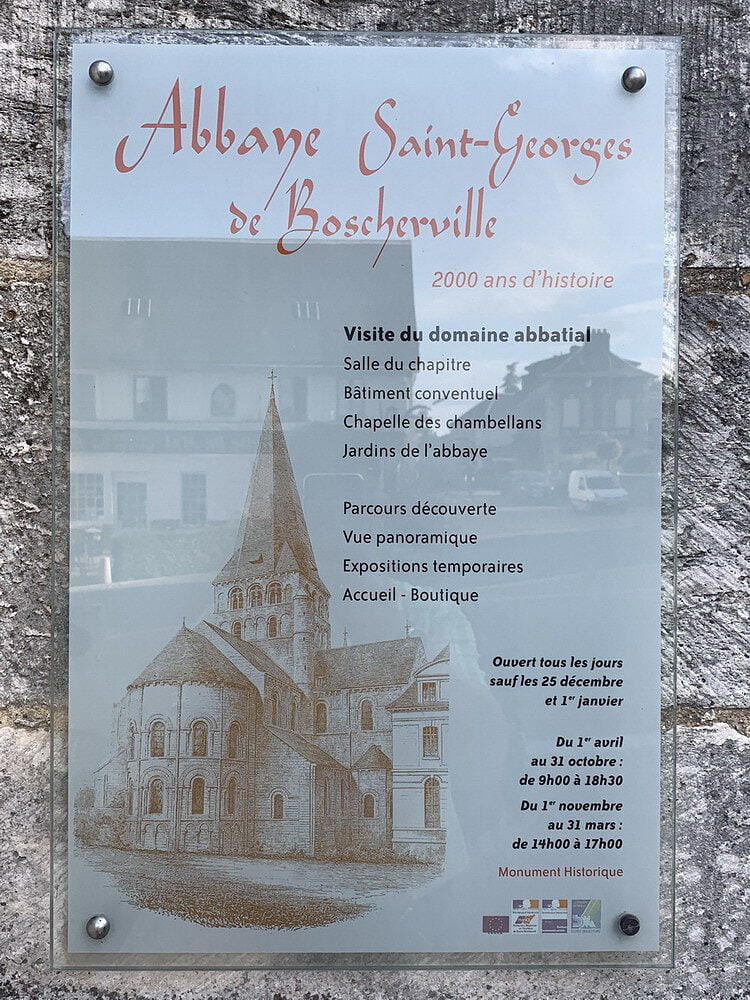 Abbaye Saint-Georges
de Boscherville
2000 ans d'histoire
Visite du domaine abbatial
Salle du chapitre
Bâtiment conventuel
Chapelle des chambellans
Jardins de l'abbaye
Parcours découverte
Vue panoramique
Expositions temporaires
Accueil - Boutique
Ouvert tous les jours
sauf les 25 décembre
et 1er janvier
Du 1er avril
au 31 octobre :
de 9h00 à 18h30
Du 1er novembre
au 31 mars :
de 14h00 à 17h00
Monument Historique